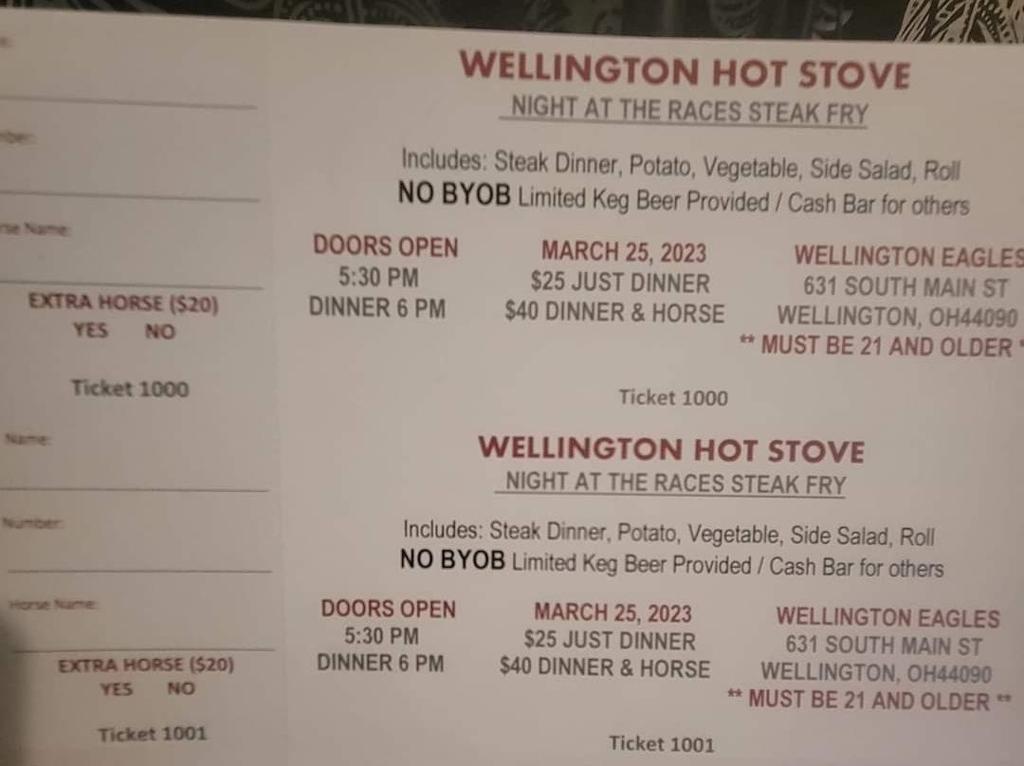 WELLINGTON HOT STOVE
NIGHT AT THE RACES STEAK FRY
Includes: Steak Dinner, Potato, Vegetable, Side Salad, Roll
NO BYOB Limited Keg Beer Provided / Cash Bar for others
DOORS OPEN
5:30 PM
DINNER 6 PM
MARCH 25, 2023
$25 JUST DINNER
$40 DINNER & HORSE
WELLINGTON EAGLES
631 SOUTH MAIN ST
WELLINGTON, OH44090
** MUST BE 21 AND OLDER *
Ticket 1000
Name:
EXTRA HORSE ($20)
YES NO
Ticket 1000
WELLINGTON HOT STOVE
NIGHT AT THE RACES STEAK FRY
Includes: Steak Dinner, Potato, Vegetable, Side Salad, Roll
NO BYOB Limited Keg Beer Provided / Cash Bar for others
DOORS OPEN
5:30 PM
DINNER 6 PM
MARCH 25, 2023
$25 JUST DINNER
$40 DINNER & HORSE
WELLINGTON EAGLES
631 SOUTH MAIN ST
WELLINGTON, OH44090
** MUST BE 21 AND OLDER **
Ticket 1001
Name:
Number:
Horse Name:
EXTRA HORSE ($20)
YES NO
Ticket 1001